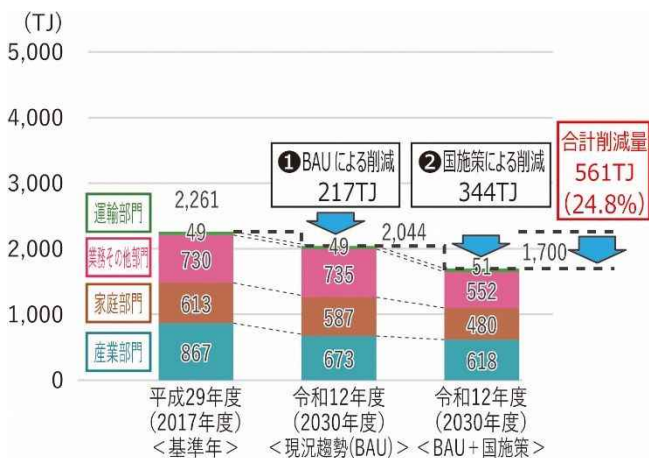 (TJ)
5,000
4,000
3,000
2,000
1,000
0
❶BAUによる削減
217TJ
❷国施策による削減
344TJ
合計削減量
561TJ
(24.8%)
2,261
2,044
1,700
運輸部門
49
49
51
業務その他部門
730
735
552
家庭部門
613
587
480
産業部門
867
673
618
平成29年度
(2017年度)
<基準年>
令和12年度
(2030年度)
<現況趨勢(BAU)>
令和12年度
(2030年度)
<BAU+国施策>